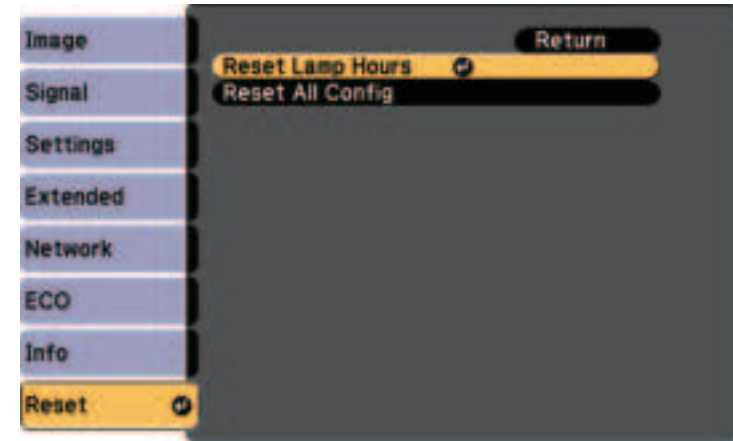 Image
Signal
Settings
Extended
Network
ECO
Info
Reset
Return
Reset Lamp Hours
Reset All Config